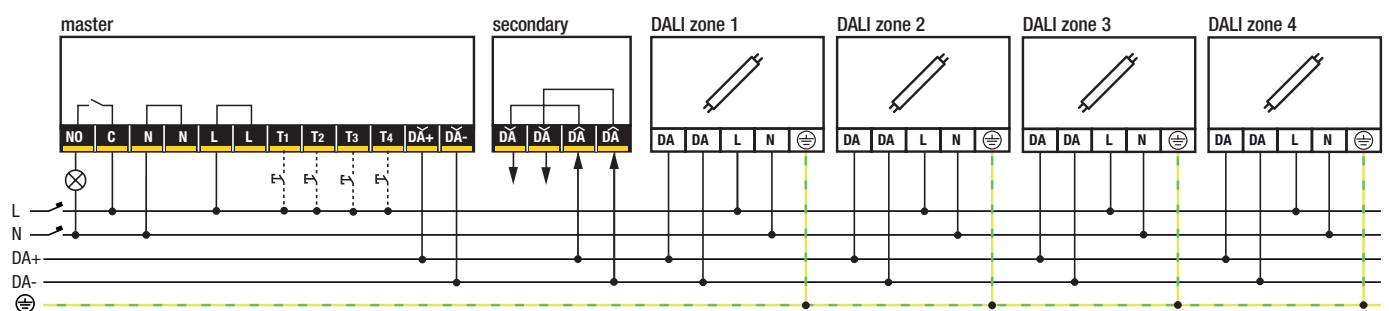 master secondary DALI zone 1 DALI zone 2 DALI zone 3 DALI zone 4
NO C N N L L T1 T2 T3 T4 DA+ DA- DA DA DA DA DA DA L N DA DA L N DA DA L N DA DA L N
L
N
DA+
DA-